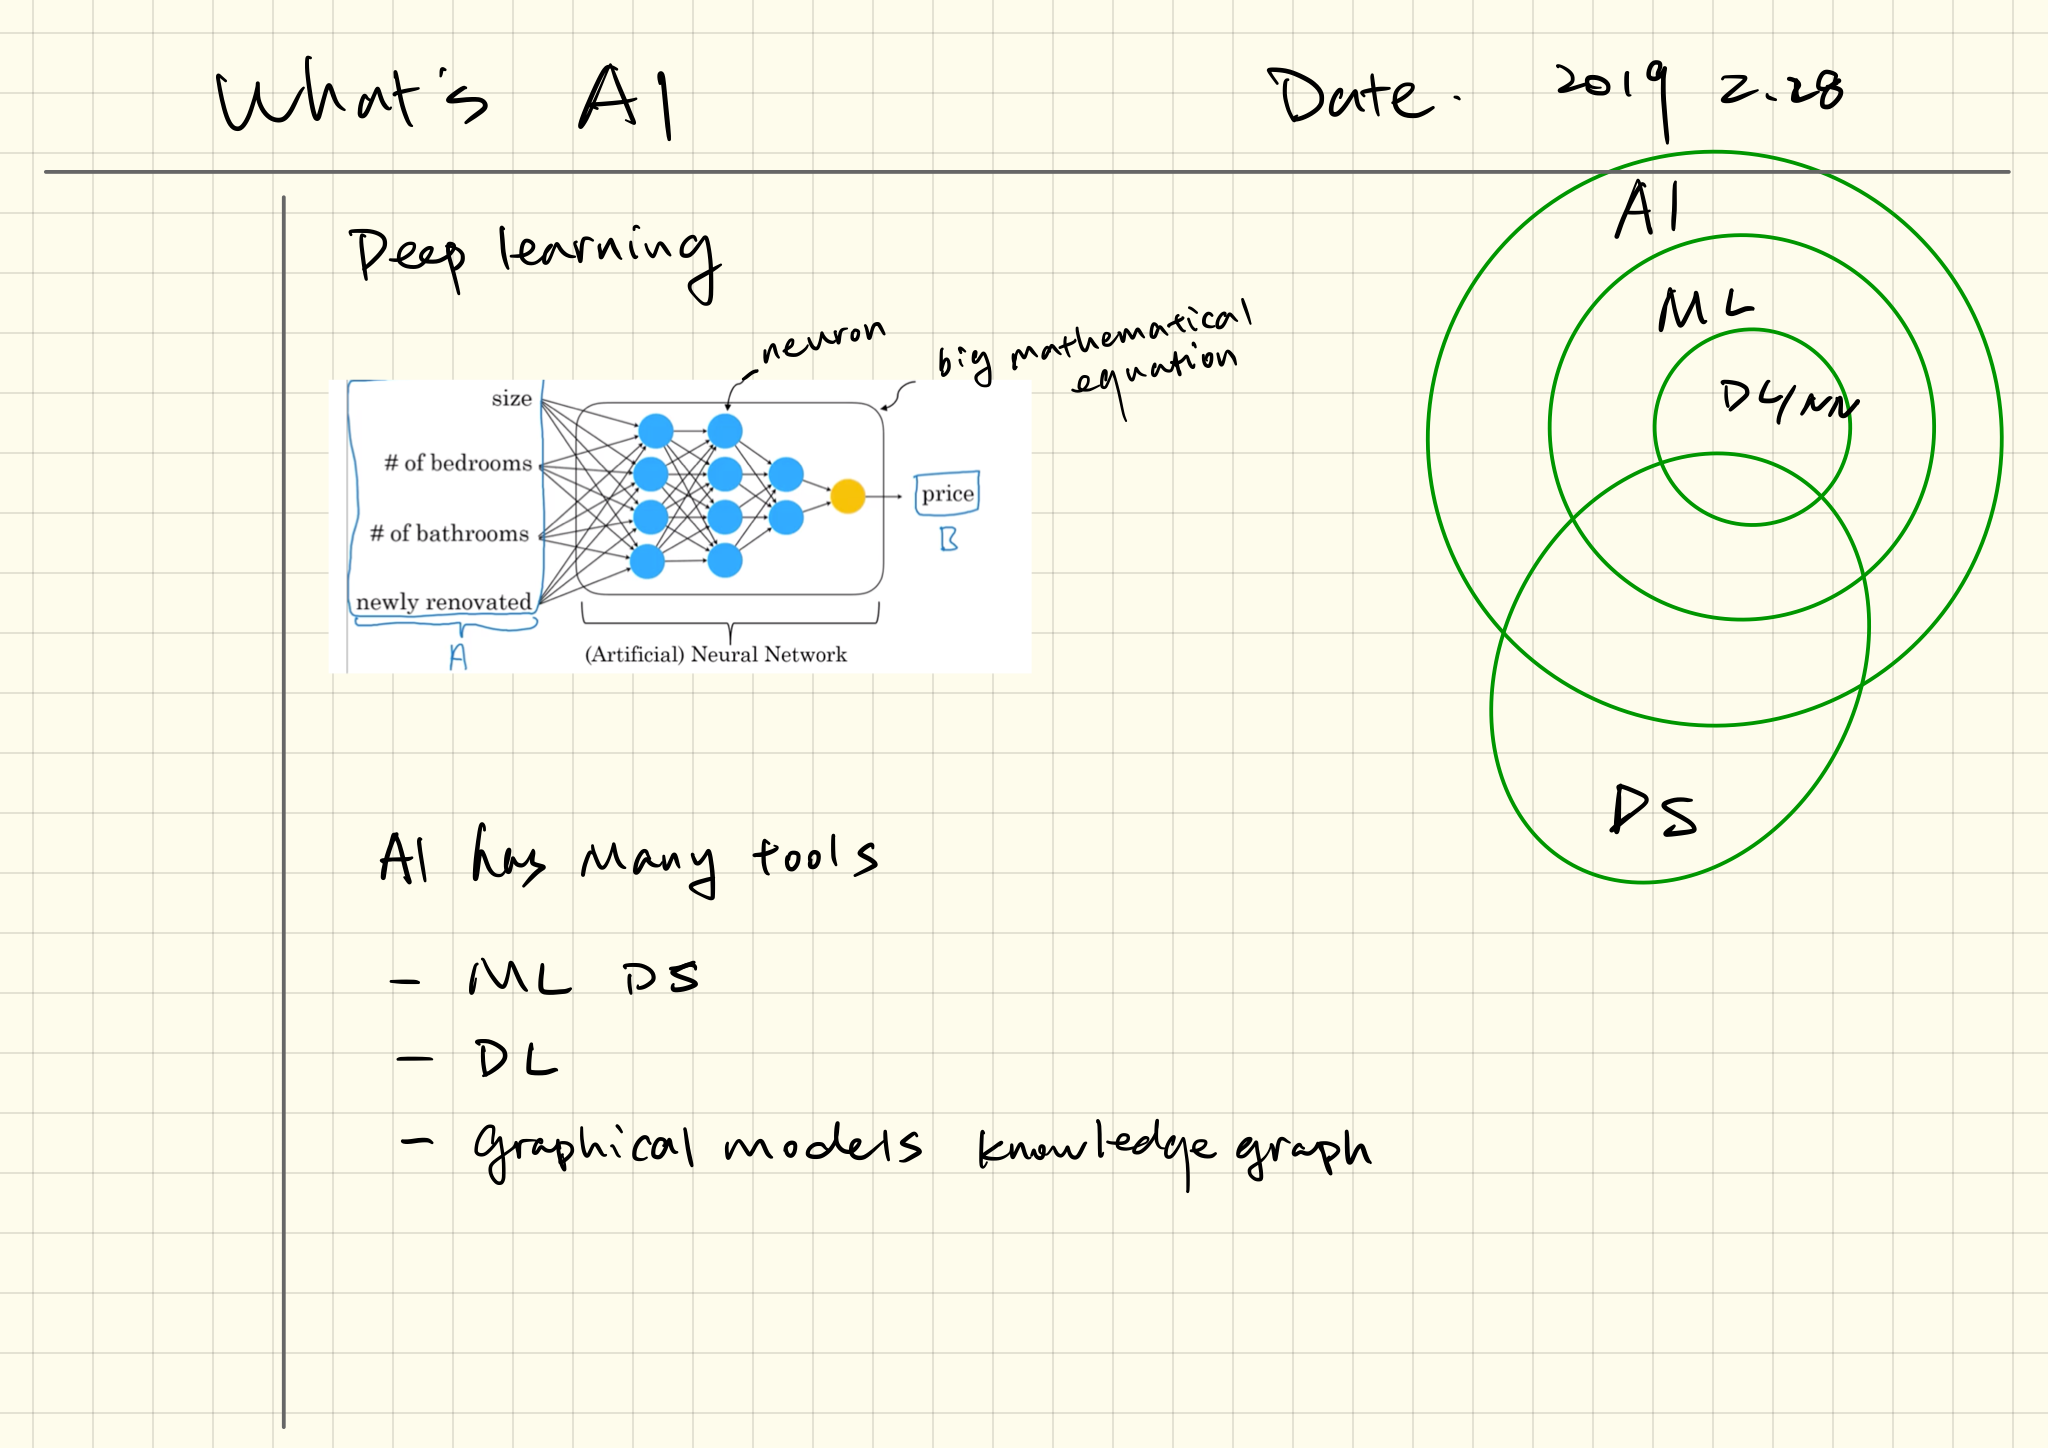 What's AI
Date. 2019 2.28
Deep learning
neuron
big mathematical
equation
size
# of bedrooms
# of bathrooms
newly renovated
A
price
B
(Artificial) Neural Network
AI
ML
DL/NN
DS
AI has many tools
- ML DS
- DL
- graphical models knowledge graph